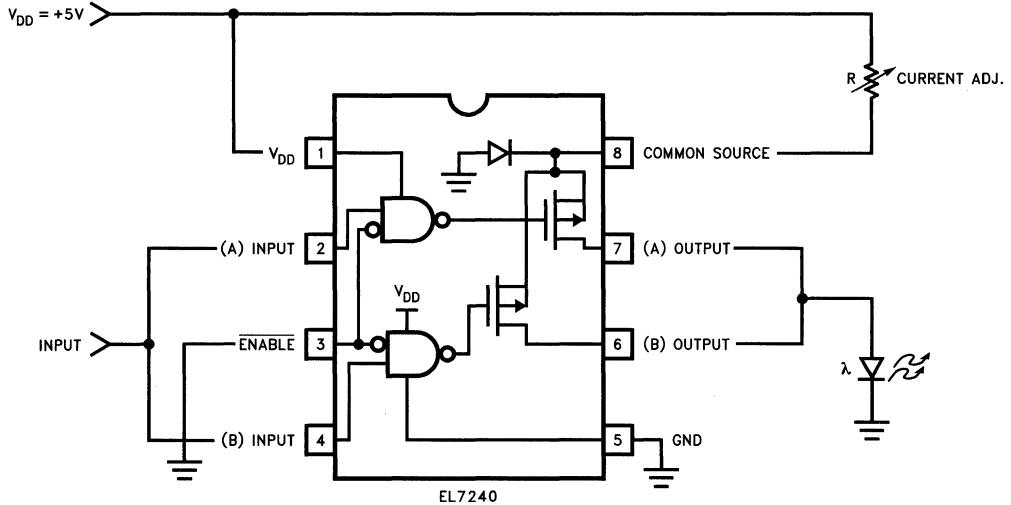 V_DD = +5V
R CURRENT ADJ.
V_DD 1
8 COMMON SOURCE
(A) INPUT 2
7 (A) OUTPUT
V_DD
INPUT
ENABLE 3
6 (B) OUTPUT
λ
(B) INPUT 4
5 GND
EL7240